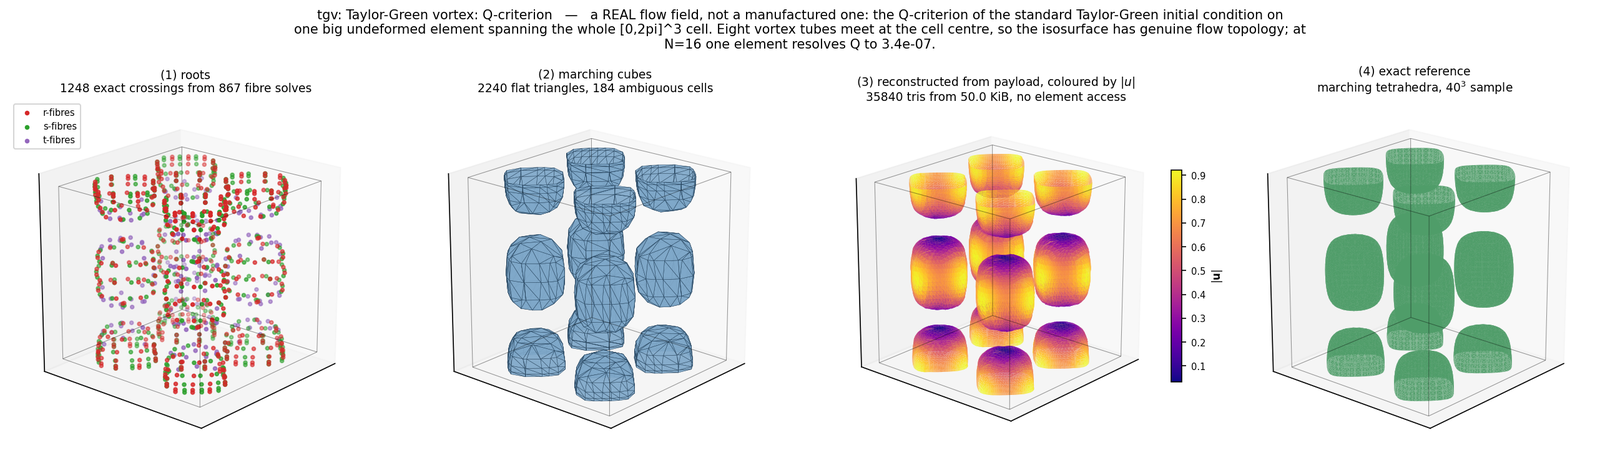 tgv: Taylor-Green vortex: Q-criterion — a REAL flow field, not a manufactured one: the Q-criterion of the standard Taylor-Green initial condition on
one big undeformed element spanning the whole [0,2pi]^3 cell. Eight vortex tubes meet at the cell centre, so the isosurface has genuine flow topology; at
N=16 one element resolves Q to 3.4e-07.
(1) roots
1248 exact crossings from 867 fibre solves
r-fibres
s-fibres
t-fibres
(2) marching cubes
2240 flat triangles, 184 ambiguous cells
(3) reconstructed from payload, coloured by |u|
35840 tris from 50.0 KiB, no element access
0.9
0.8
0.7
0.6
0.5
0.4
0.3
0.2
0.1
|u|
(4) exact reference
marching tetrahedra, 40³ sample